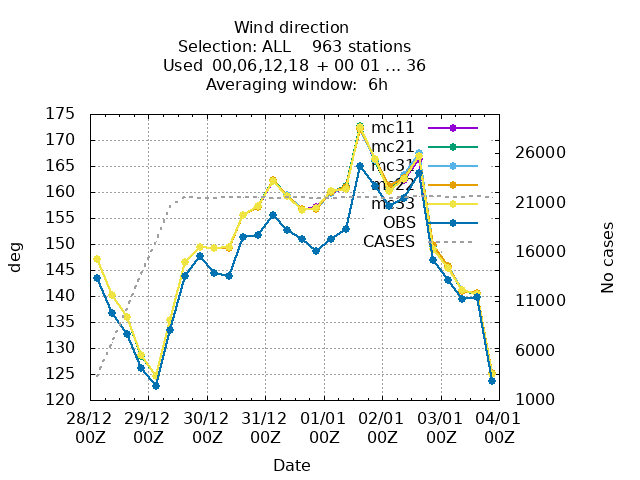 Wind direction
Selection: ALL 963 stations
Used 00,06,12,18 + 00 01 ... 36
Averaging window: 6h
175
170
165
160
155
150
145
140
135
130
125
120
deg
mc11
mc21
mc31
mc22
mc33
OBS
CASES
26000
21000
16000
11000
6000
1000
No cases
28/12 29/12 30/12 31/12 01/01 02/01 03/01 04/01
00Z 00Z 00Z 00Z 00Z 00Z 00Z 00Z
Date